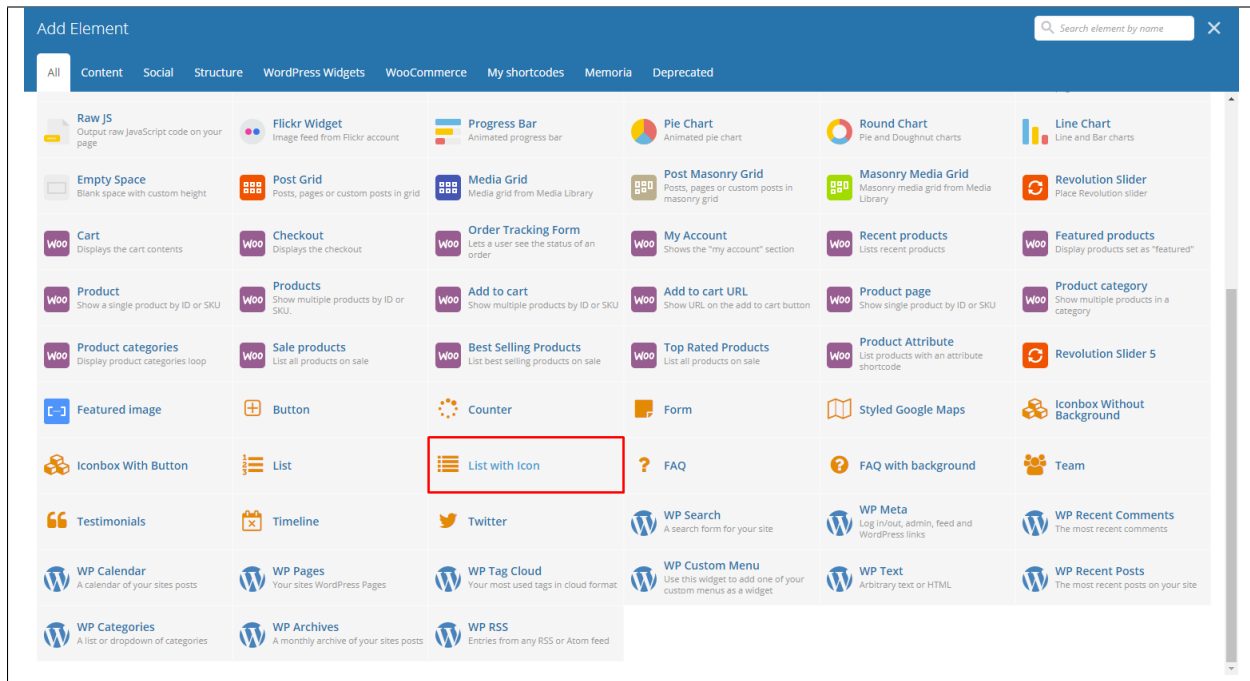 Add Element
Search element by name
All Content Social Structure WordPress Widgets WooCommerce My shortcodes Memoria Deprecated
Raw JS
Output raw JavaScript code on your
page
Flickr Widget
Image feed from Flickr account
Progress Bar
Animated progress bar
Pie Chart
Animated pie chart
Round Chart
Pie and Doughnut charts
Line Chart
Line and Bar charts
Empty Space
Blank space with custom height
Post Grid
Posts, pages or custom posts in grid
Media Grid
Media grid from Media Library
Post Masonry Grid
Posts, pages or custom posts in
masonry grid
Masonry Media Grid
Masonry media grid from Media
Library
Revolution Slider
Place Revolution slider
Woo
Cart
Displays the cart contents
Woo
Checkout
Displays the checkout
Woo
Order Tracking Form
Lets a user see the status of an
order
Woo
My Account
Shows the "my account" section
Woo
Recent products
Lists recent products
Woo
Featured products
Display products set as "featured"
Woo
Product
Show a single product by ID or SKU
Woo
Products
Show multiple products by ID or
SKU.
Woo
Add to cart
Show multiple products by ID or SKU
Woo
Add to cart URL
Show URL on the add to cart button
Woo
Product page
Show single product by ID or SKU
Woo
Product category
Show multiple products in a
category
Woo
Product categories
Display product categories loop
Woo
Sale products
List all products on sale
Woo
Best Selling Products
List best selling products on sale
Woo
Top Rated Products
List all products on sale
Woo
Product Attribute
List products with an attribute
shortcode
Revolution Slider 5
Featured image
Button
Counter
Form
Styled Google Maps
Iconbox Without
Background
Iconbox With Button
List
List with Icon
FAQ
FAQ with background
Team
Testimonials
Timeline
Twitter
WP Search
A search form for your site
WP Meta
Log in/out, admin, feed and
WordPress links
WP Recent Comments
The most recent comments
WP Calendar
A calendar of your sites posts
WP Pages
Your sites WordPress Pages
WP Tag Cloud
Your most used tags in cloud format
WP Custom Menu
Use this widget to add one of your
custom menus as a widget
WP Text
Arbitrary text or HTML
WP Recent Posts
The most recent posts on your site
WP Categories
A list or dropdown of categories
WP Archives
A monthly archive of your sites posts
WP RSS
Entries from any RSS or Atom feed